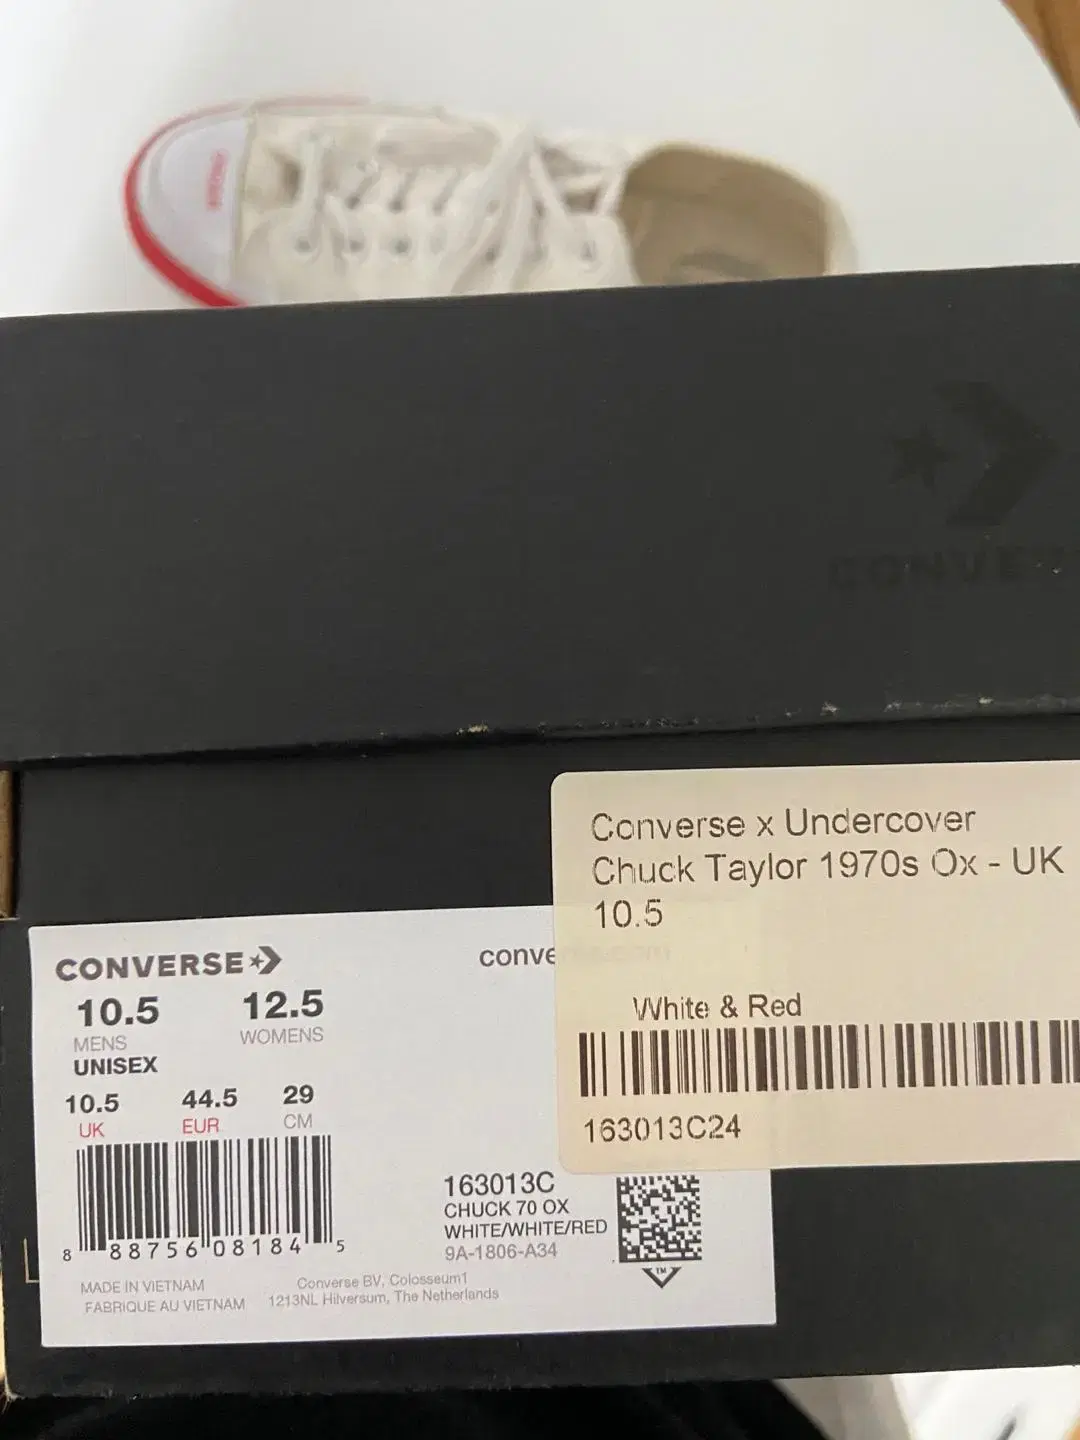 CONVERSE
Converse x Undercover
Chuck Taylor 1970s Ox - UK
10.5
White & Red
163013C24
CONVERSE
10.5
MENS
UNISEX
12.5
WOMENS
10.5
UK
44.5
EUR
29
CM
8 88756 08184 5
163013C
CHUCK 70 OX
WHITE/WHITE/RED
9A-1806-A34
TM
MADE IN VIETNAM
FABRIQUE AU VIETNAM
Converse BV, Colosseum1
1213NL Hilversum, The Netherlands